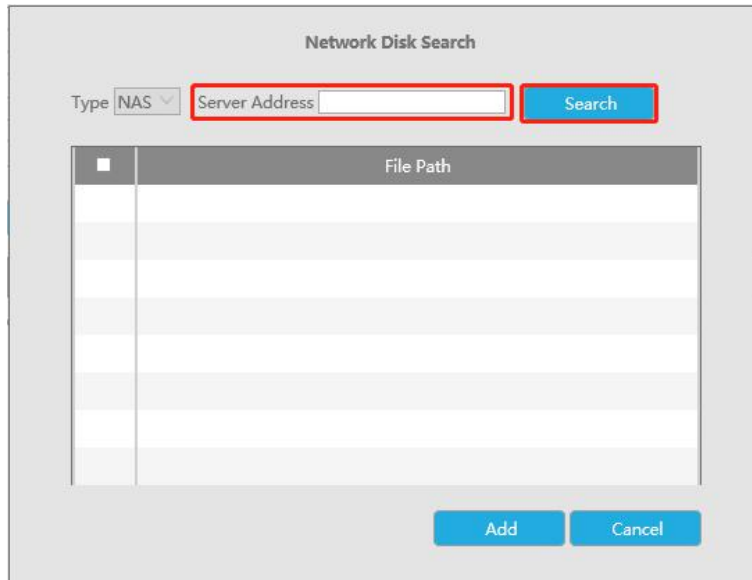 Network Disk Search
Type NAS Server Address Search
File Path
Add Cancel